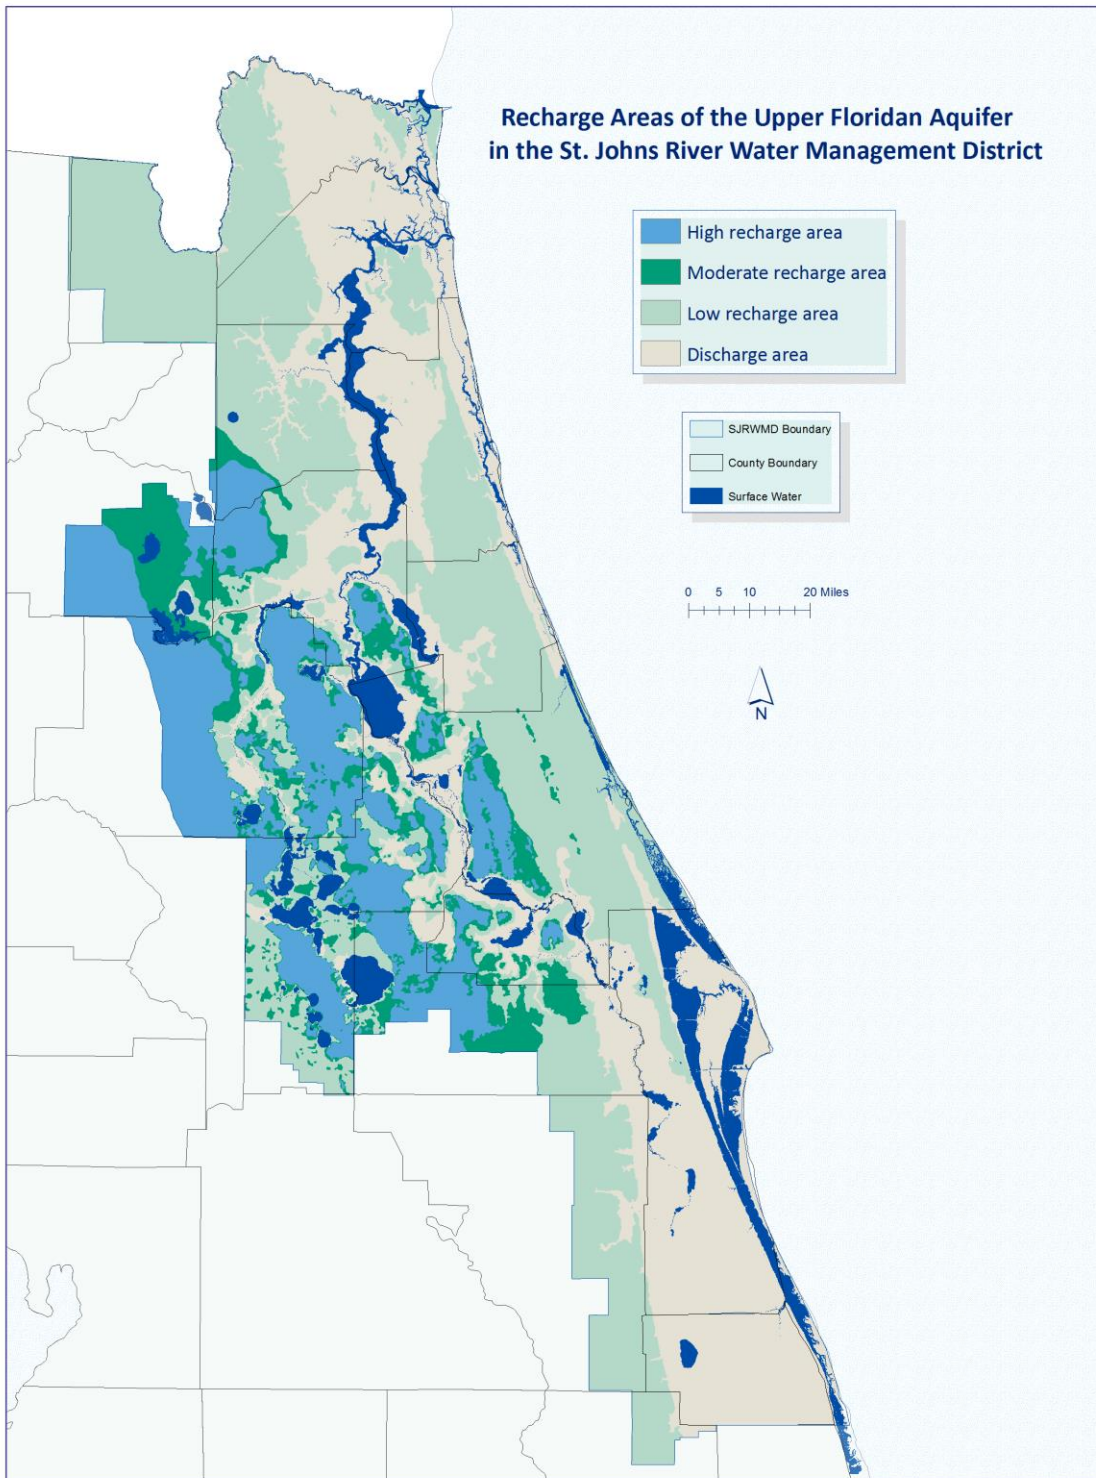 Recharge Areas of the Upper Floridan Aquifer
in the St. Johns River Water Management District
High recharge area
Moderate recharge area
Low recharge area
Discharge area
SJRWMD Boundary
County Boundary
Surface Water
0 5 10 20 Miles
N